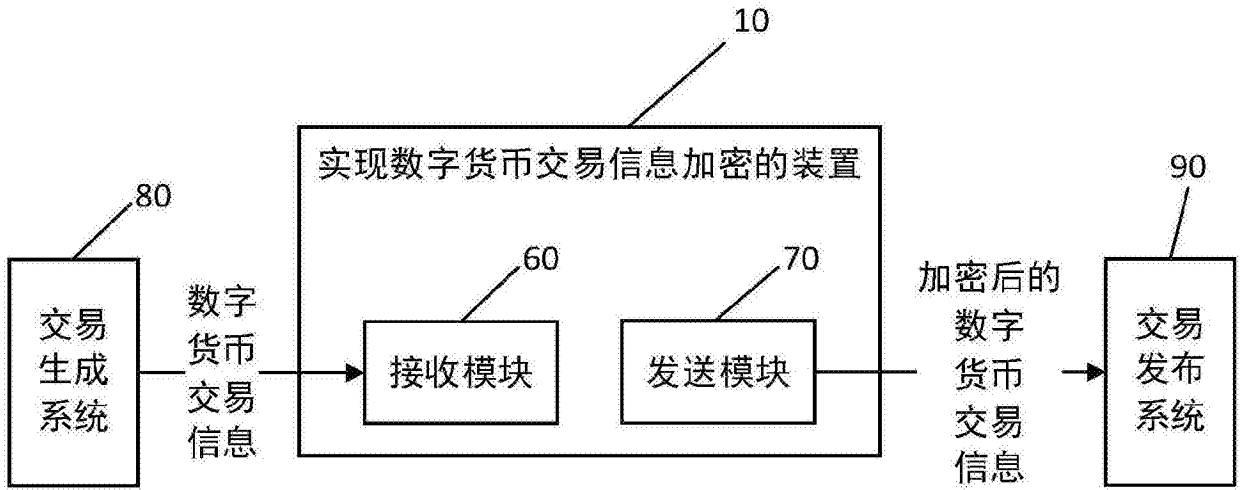 10
实现数字货币交易信息加密的装置
80
90
60
70
交易
生成
系统
数字
货币
交易
信息
接收模块
发送模块
加密后的
数字
货币
交易
信息
交易
发布
系统